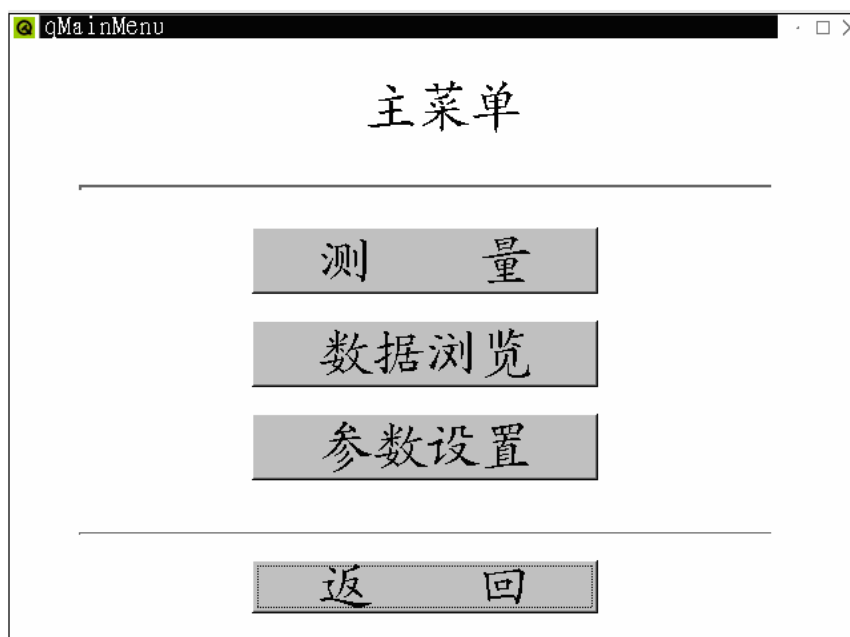 qMainMenu
主菜单
测 量
数据浏览
参数设置
返 回